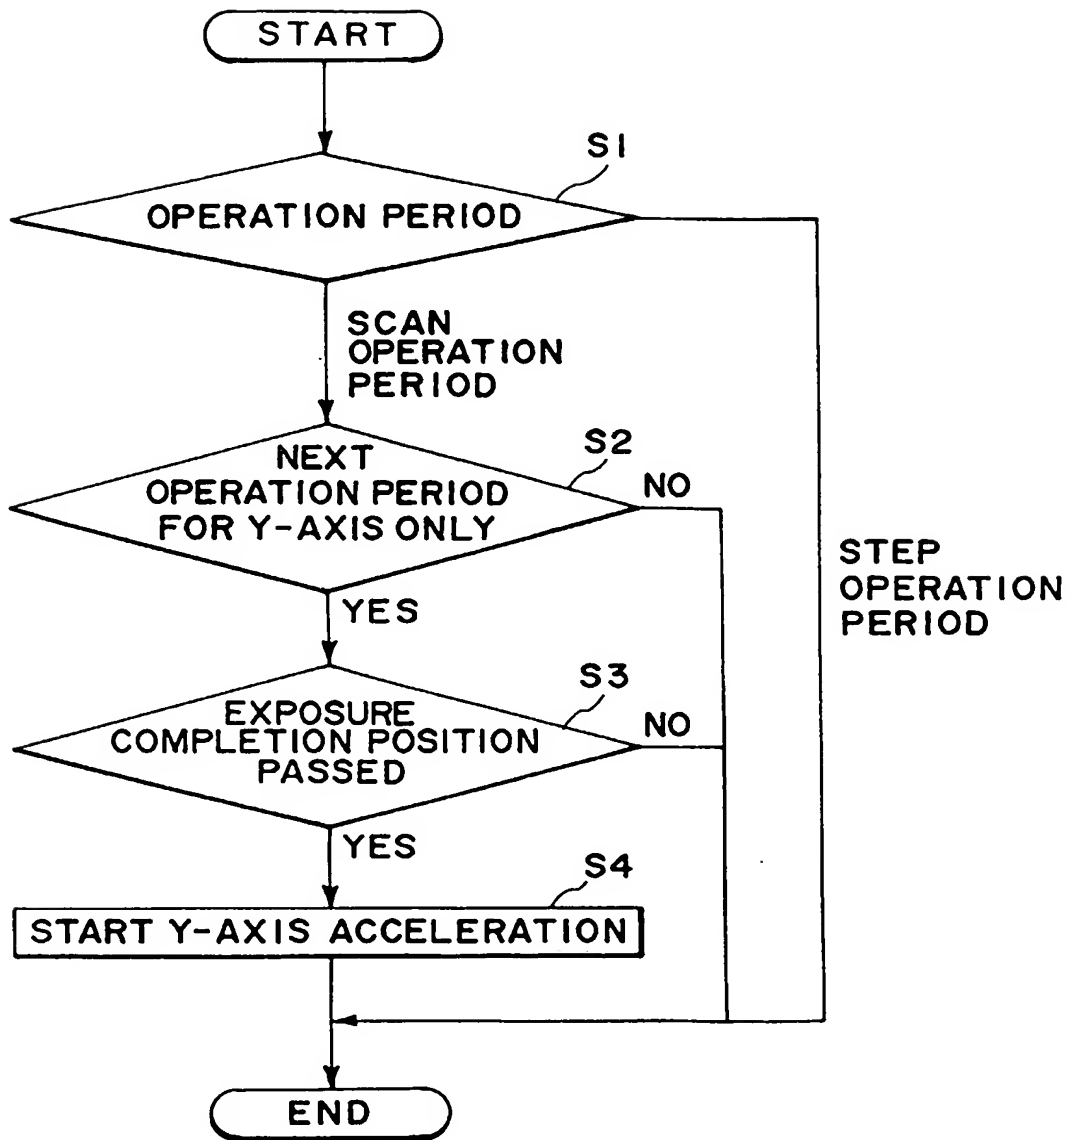 START
S1
OPERATION PERIOD
SCAN
OPERATION
PERIOD
S2
NEXT
OPERATION PERIOD
FOR Y-AXIS ONLY
NO
YES
STEP
OPERATION
PERIOD
S3
EXPOSURE
COMPLETION POSITION
PASSED
NO
YES
S4
START Y-AXIS ACCELERATION
END